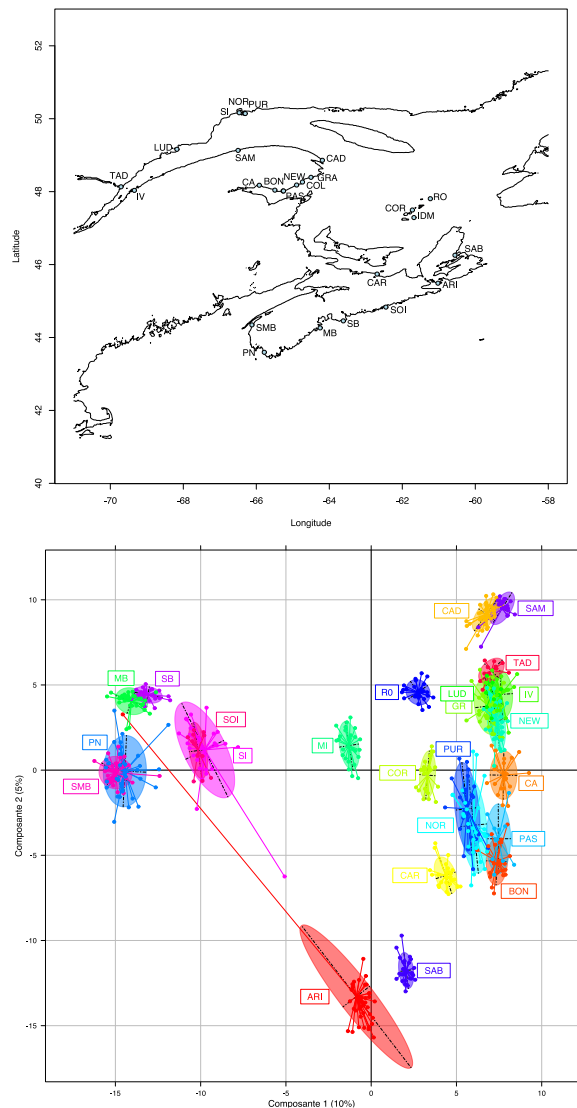 52
50
48
46
44
42
40
Latitude
NOR PUR
SI
LUD
SAM
CAD
TAD
IV
CA BON NEW GRA
PAS COL
RO
COR
IDM
SAB
CAR
ARI
SOI
SMB
MB
SB
PN
-70 -68 -66 -64 -62 -60 -58
Longitude
10
5
0
-5
-10
-15
Composante 2 (5%)
CAD
SAM
TAD
MB
SB
R0
LUD
IV
GR
NEW
SOI
SI
PN
MI
PUR
SMB
COR
CA
NOR
PAS
CAR
BON
SAB
ARI
-15 -10 -5 0 5 10
Composante 1 (10%)